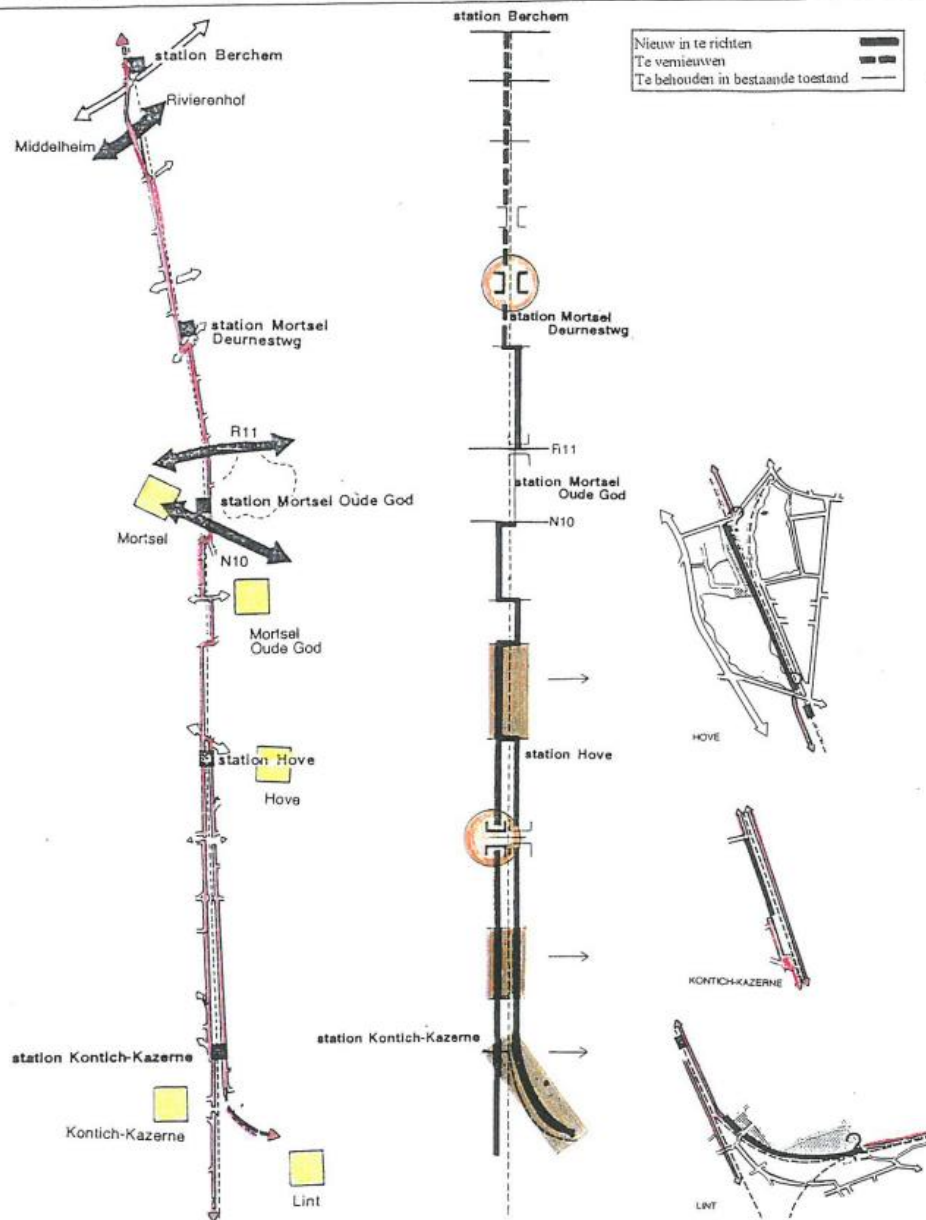 station Berchem
Rivierenhof
Middelheim
station Mortsel
Deurnestwg
R11
station Mortsel Oude God
Mortsel
N10
Mortsel
Oude God
station Hove
Hove
station Kontich-Kazerne
Kontich-Kazerne
Lint
station Berchem
station Mortsel
Deurnestwg
R11
station Mortsel
Oude God
N10
station Hove
station Kontich-Kazerne
Nieuw in te richten
Te vernieuwen
Te behouden in bestaande toestand
HOVE
KONTICH-KAZERNE
LINT